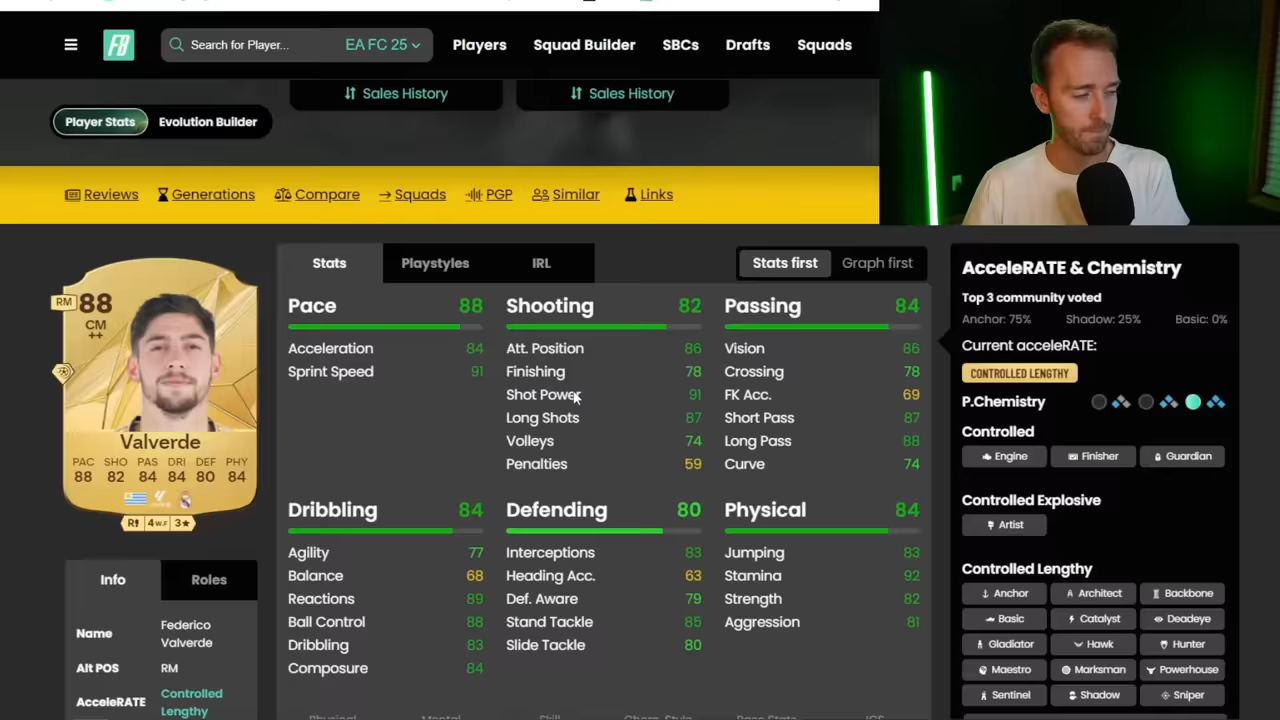 FB
Search for Player...
EA FC 25
Players
Squad Builder
SBCs
Drafts
Squads
Sales History
Sales History
Player Stats
Evolution Builder
Reviews
Generations
Compare
Squads
PGP
Similar
Links
RM
88
CM
++
Valverde
PAC SHO PAS DRI DEF PHY
88 82 84 84 80 84
R 4 W.F 3★
Info
Roles
Name
Federico
Valverde
Alt POS
RM
AcceleRATE
Controlled
Lengthy
Stats
Playstyles
IRL
Stats first
Graph first
Pace 88
Acceleration 84
Sprint Speed 91
Shooting 82
Att. Position 86
Finishing 78
Shot Power 91
Long Shots 87
Volleys 74
Penalties 59
Passing 84
Vision 86
Crossing 78
FK Acc. 69
Short Pass 87
Long Pass 88
Curve 74
Dribbling 84
Agility 77
Balance 68
Reactions 89
Ball Control 88
Dribbling 83
Composure 84
Defending 80
Interceptions 83
Heading Acc. 63
Def. Aware 79
Stand Tackle 85
Slide Tackle 80
Physical 84
Jumping 83
Stamina 92
Strength 82
Aggression 81
AcceleRATE & Chemistry
Top 3 community voted
Anchor: 75% Shadow: 25% Basic: 0%
Current acceleRATE:
CONTROLLED LENGTHY
P.Chemistry
Controlled
Engine Finisher Guardian
Controlled Explosive
Artist
Controlled Lengthy
Anchor Architect Backbone
Basic Catalyst Deadeye
Gladiator Hawk Hunter
Maestro Marksman Powerhouse
Sentinel Shadow Sniper